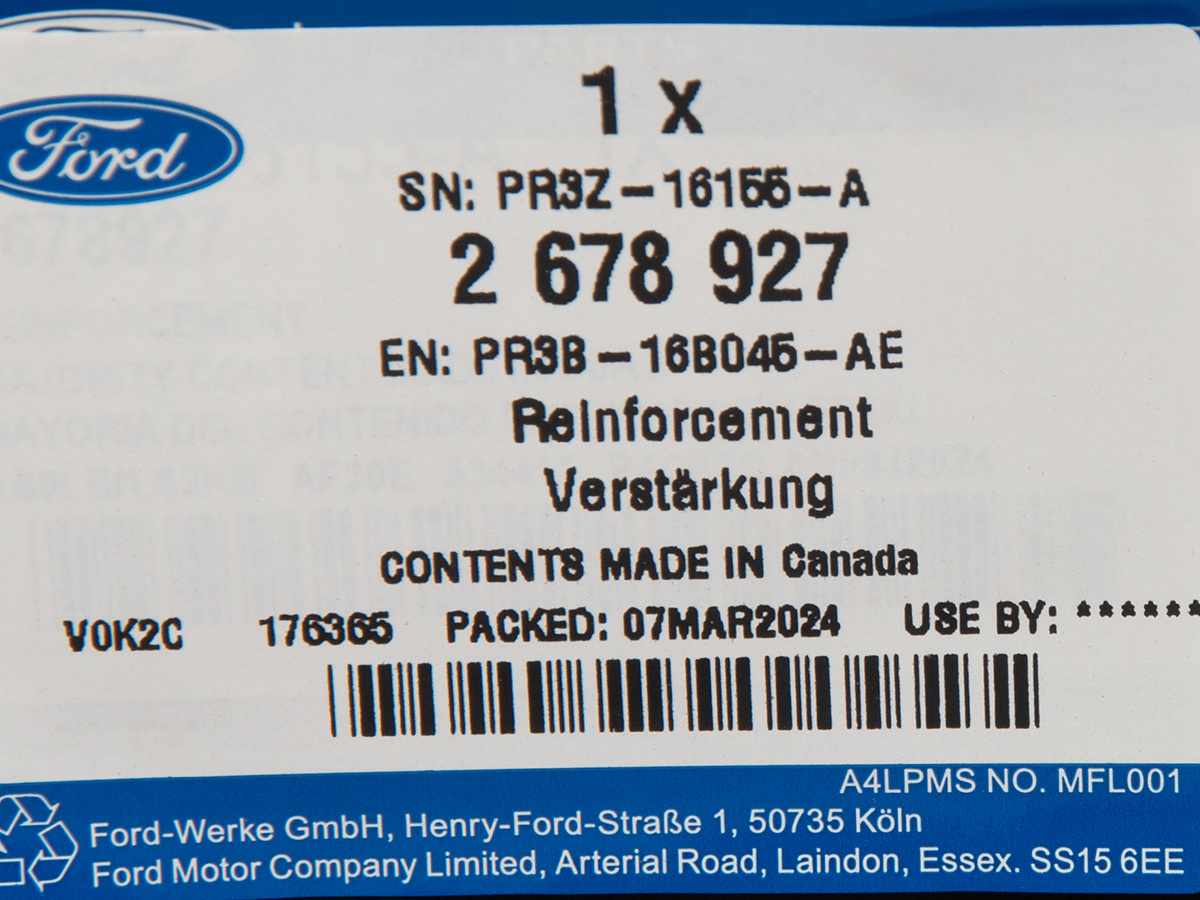 Ford
1 x
SN: PR3Z-16155-A
2 678 927
EN: PR3B-16B045-AE
Reinforcement
Verstärkung
CONTENTS MADE IN Canada
V0K2C 176365 PACKED: 07MAR2024 USE BY: ******
A4LPMS NO. MFL001
Ford-Werke GmbH, Henry-Ford-Straße 1, 50735 Köln
Ford Motor Company Limited, Arterial Road, Laindon, Essex. SS15 6EE